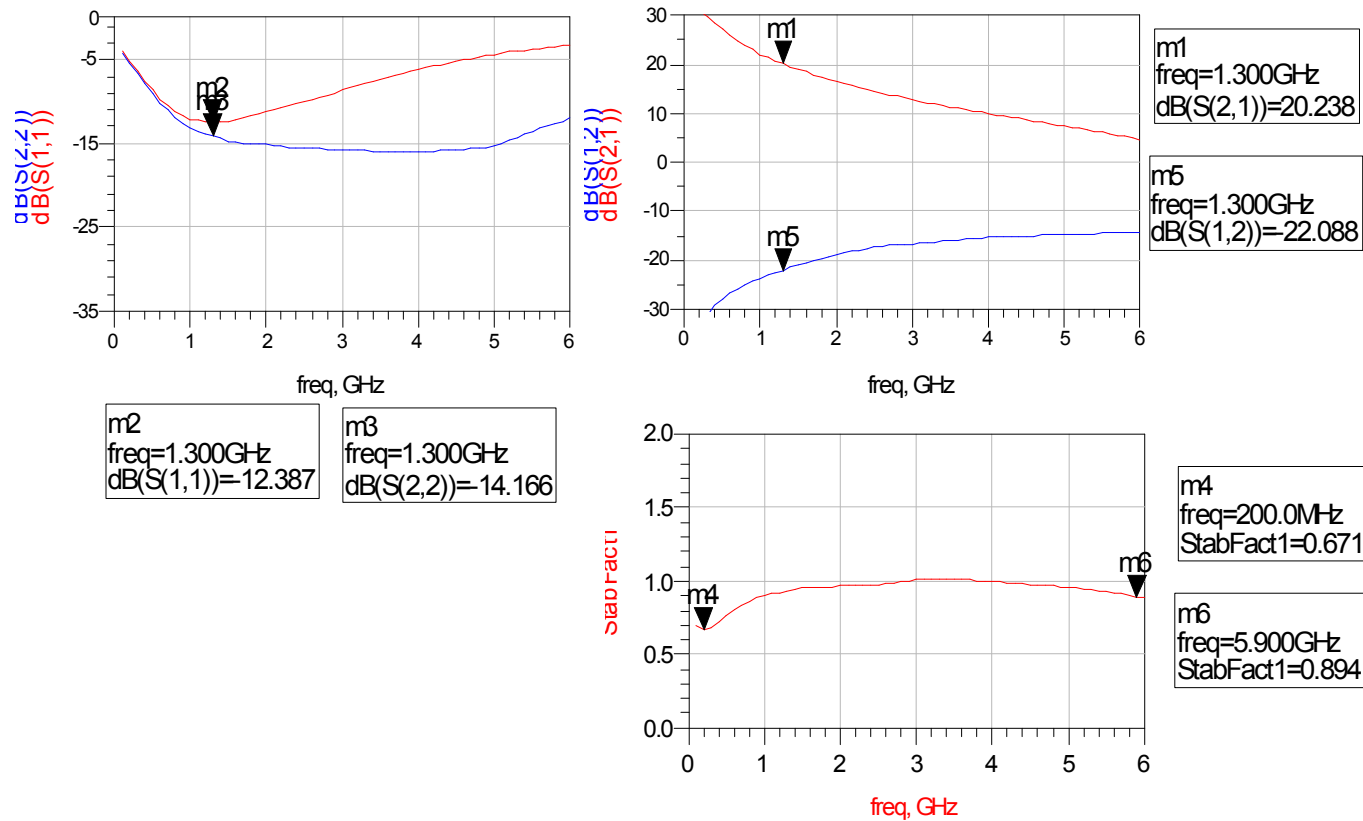 0
-5
-15
-25
-35
dB(S(2,2))
dB(S(1,1))
m2
m3
0 1 2 3 4 5 6
freq, GHz
m2
freq=1.300GHz
dB(S(1,1))=-12.387
m3
freq=1.300GHz
dB(S(2,2))=-14.166
30
20
10
0
-10
-20
-30
dB(S(1,2))
dB(S(2,1))
m1
m5
0 1 2 3 4 5 6
freq, GHz
m1
freq=1.300GHz
dB(S(2,1))=20.238
m5
freq=1.300GHz
dB(S(1,2))=-22.088
2.0
1.5
1.0
0.5
0.0
StabFact1
m4
m6
0 1 2 3 4 5 6
freq, GHz
m4
freq=200.0MHz
StabFact1=0.671
m6
freq=5.900GHz
StabFact1=0.894